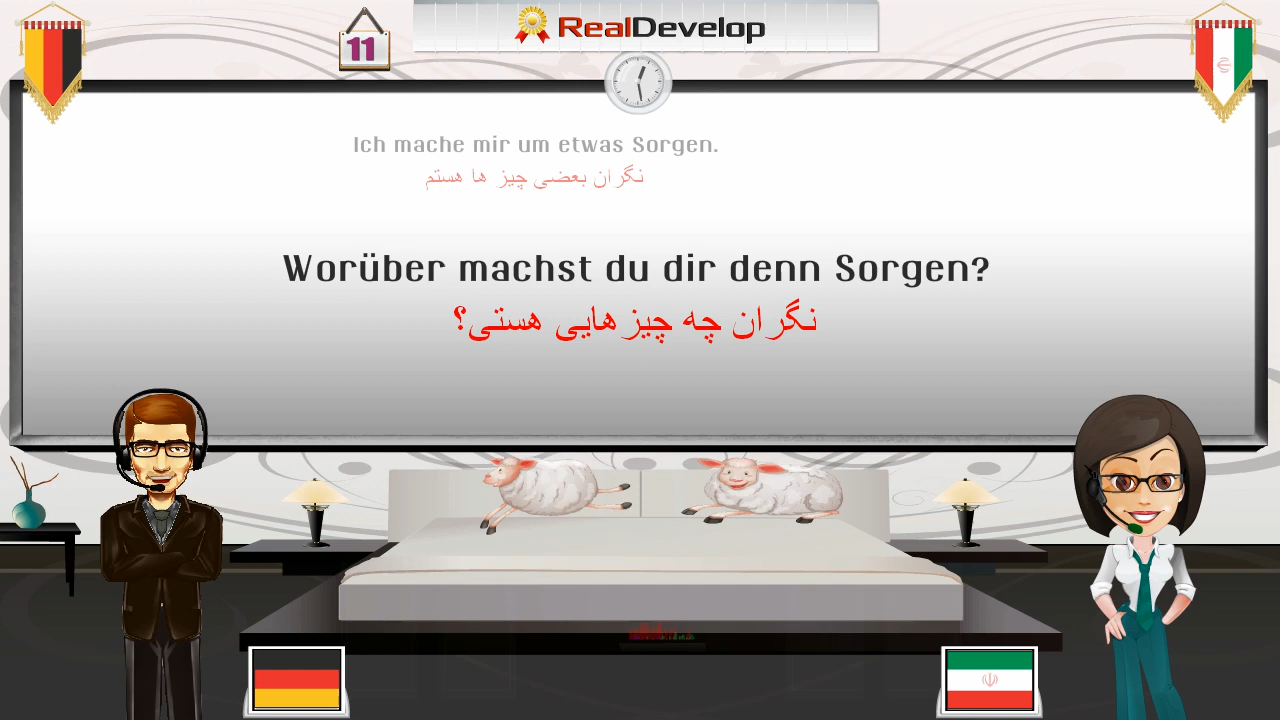 RealDevelop
11
Ich mache mir um etwas Sorgen.
نگران بعضی چیز ها هستم
Worüber machst du dir denn Sorgen?
نگران چه چیزهایی هستی؟